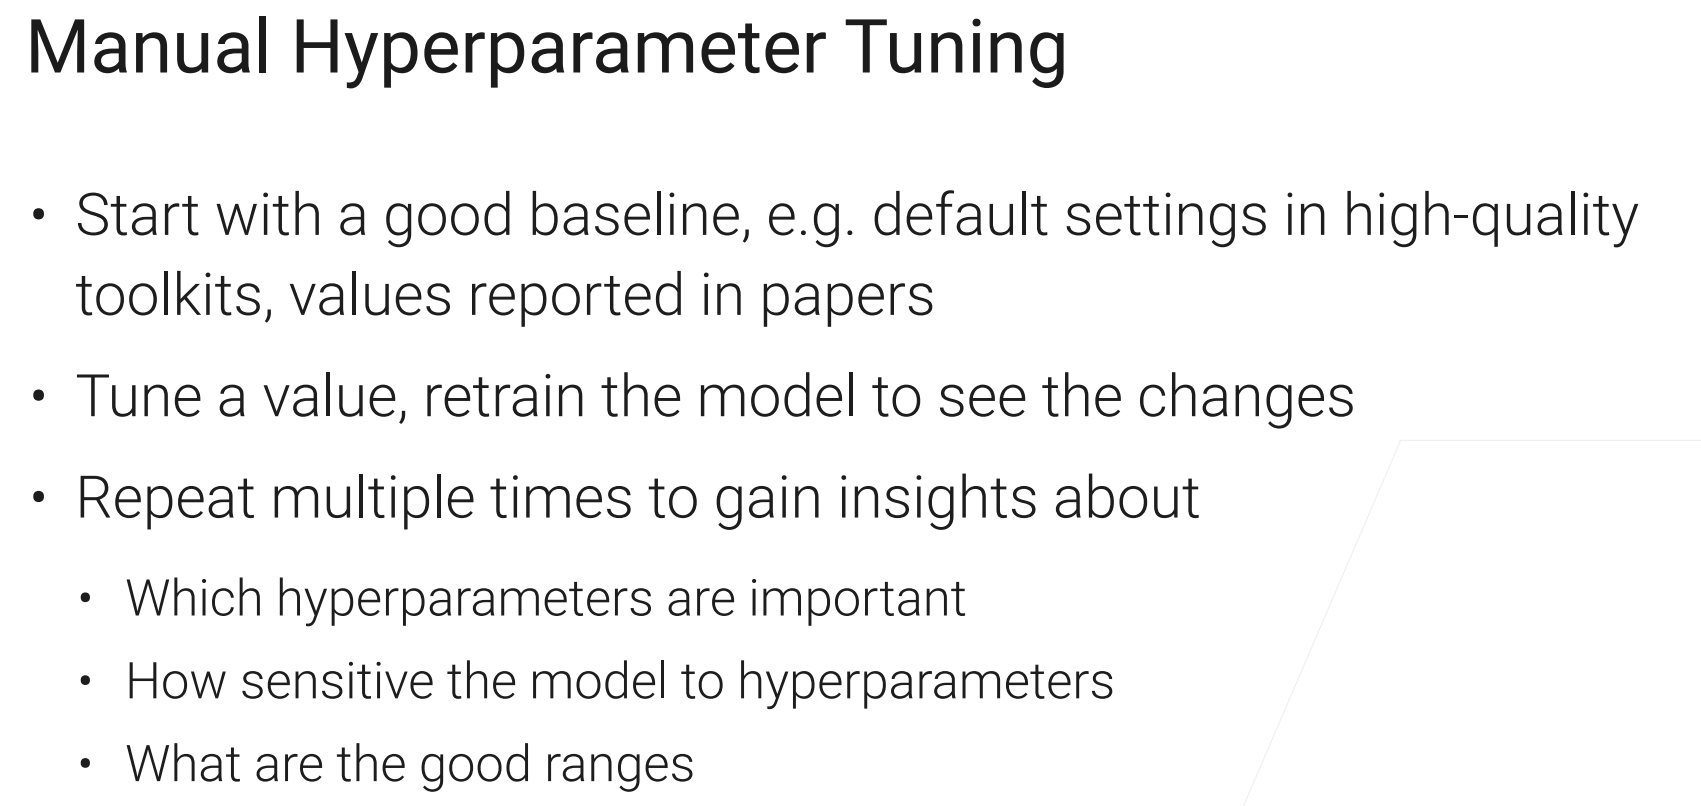 Manual Hyperparameter Tuning
• Start with a good baseline, e.g. default settings in high-quality
toolkits, values reported in papers
• Tune a value, retrain the model to see the changes
• Repeat multiple times to gain insights about
• Which hyperparameters are important
• How sensitive the model to hyperparameters
• What are the good ranges